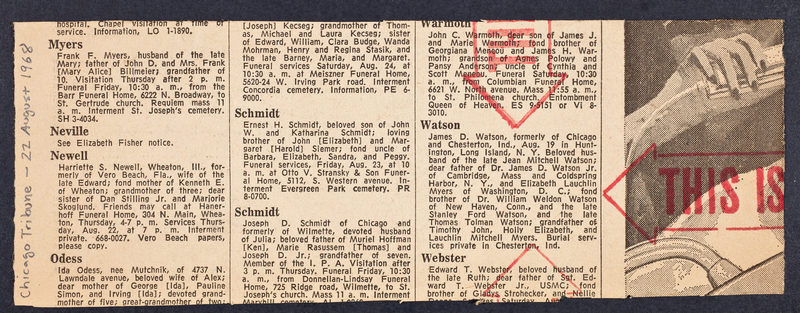 Chicago Tribune – 22 August 1968
hospital. Chapel visitation at time of
service. Information, LO 1-1890.
Myers
Frank F. Myers, husband of the late
Mary; father of John D. and Mrs. Frank
[Mary Alice] Billmeier; grandfather of
10. Visitation Thursday after 2 p. m.
Funeral Friday, 10:30 a. m., from the
Barr Funeral Home, 6222 N. Broadway, to
St. Gertrude church. Requiem mass 11
a. m. Interment St. Joseph's cemetery.
SH 3-4034.
Neville
See Elizabeth Fisher notice.
Newell
Harriette S. Newell, Wheaton, Ill., for-
merly of Vero Beach, Fla., wife of the
late Edward; fond mother of Kenneth E.
of Wheaton; grandmother of three; dear
sister of Dan Stilling Jr. and Marjorie
Skoglund. Friends may call at Haner-
hoff Funeral Home, 304 N. Main, Whea-
ton, Thursday, 4-7 p. m. Services Thurs-
day, Aug. 22, at 7 p. m. Interment
private. 668-0027. Vero Beach papers,
please copy.
Odess
Ida Odess, nee Mutchnik, of 4737 N.
Lawndale avenue, beloved wife of Alex;
dear mother of George [Ida], Pauline
Simon, and Irving [Ida]; devoted grand-
mother of five; great-grandmother of two;
[Joseph] Kecseg; grandmother of Thom-
as, Michael and Laura Kecseg; sister
of Edward, William, Clara Budge, Wanda
Mohrman, Henry and Regina Stasik, and
the late Barney, Maria, and Margaret.
Funeral services Saturday, Aug. 24, at
10:30 a. m. at Meiszner Funeral Home,
5620-24 W. Irving Park road. Interment
Concordia cemetery. Information, PE 6-
9000.
Schmidt
Ernest H. Schmidt, beloved son of John
W. and Katharina Schmidt; loving
brother of John [Elizabeth] and Mar-
garet [Harold] Siemer; fond uncle of
Barbara, Elizabeth, Sandra, and Peggy.
Funeral services, Friday, Aug. 23, at 10
a. m. at Otto V. Stransky & Son Funer-
al Home, 5112, S. Western avenue. In-
terment Evergreen Park cemetery. PR
8-0700.
Schmidt
Joseph D. Schmidt of Chicago and
formerly of Wilmette, devoted husband
of Julia; beloved father of Muriel Hoffman
[Ken], Marie Rasussem [Thomas] and
Joseph D. Jr.; grandfather of seven.
Member of the I. P. A. Visitation after
3 p. m. Thursday. Funeral Friday, 10:30
a. m., from Donnellan-Lindsay Funeral
Home, 725 Ridge road, Wilmette, to St.
Joseph's church. Mass 11 a. m. Interment
Maryhill cemetery.
Warmoth
John C. Warmoth, dear son of James J.
and Marie Warmoth; fond brother of
Georgiana Mengou and James H. War-
moth; grandson of Agnes Polowy and
Pansy Anderson; uncle of Cynthia and
Scott Mengou. Funeral Saturday, 10:30
a. m., from Columbian Funeral Home,
6621 W. North avenue. Mass 11:55 a. m.,
to St. Philomena church. Entombment
Queen of Heaven. ES 9-5151 or VI 8-
3010.
Watson
James D. Watson, formerly of Chicago
and Chesterton, Ind., Aug. 19 in Hunt-
ington, Long Island, N. Y. Beloved hus-
band of the late Jean Mitchell Watson;
dear father of Dr. James D. Watson Jr.
of Cambridge, Mass and Coldspring
Harbor, N. Y., and Elizabeth Lauchlin
Myers of Washington, D. C.; fond
brother of Dr. William Weldon Watson
of New Haven, Conn., and the late
Stanley Ford Watson, and the late
Thomas Tolman Watson; grandfather of
Timothy John, Holly Elizabeth, and
Lauchlin Mitchell Myers. Burial serv-
ices private in Chesterton, Ind.
Webster
Edward T. Webster, beloved husband of
the late Ruth; dear father of Sgt. Ed-
ward T. Webster Jr., USMC; fond
brother of Gladys Strohecker, and Nellie
THIS IS